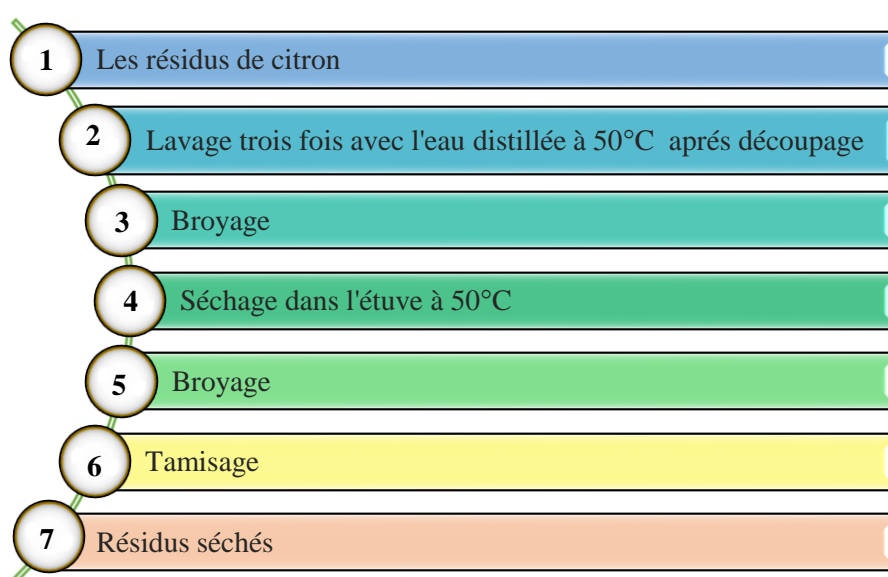 1 Les résidus de citron
2 Lavage trois fois avec l'eau distillée à 50°C aprés découpage
3 Broyage
4 Séchage dans l'étuve à 50°C
5 Broyage
6 Tamisage
7 Résidus séchés